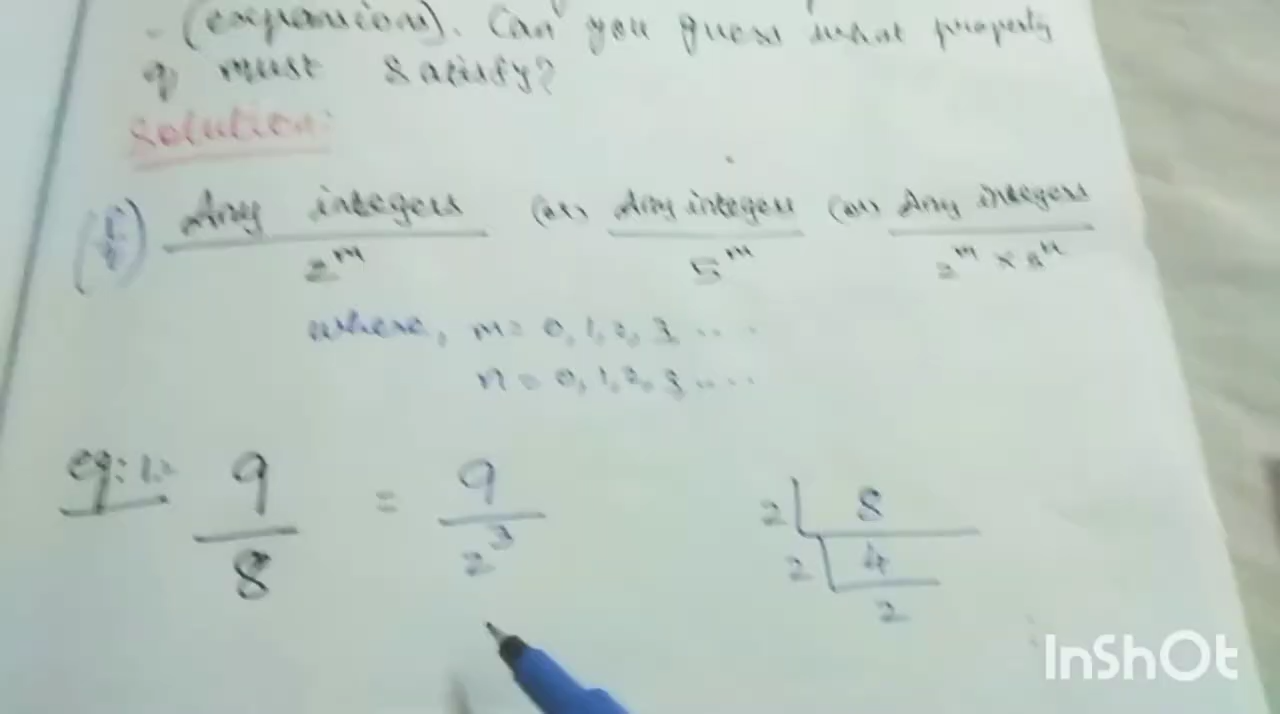 (expansion). Can you guess what property
q must satisfy?
Solution:
(p/q) Any integers / 2^m (or) Any integers / 5^m (or) Any integers / 2^m × 5^n
where, m = 0, 1, 2, 3 ....
n = 0, 1, 2, 3 ....
eg: 1: 9/8 = 9/2^3
2 | 8
2 | 4
2
InShOt